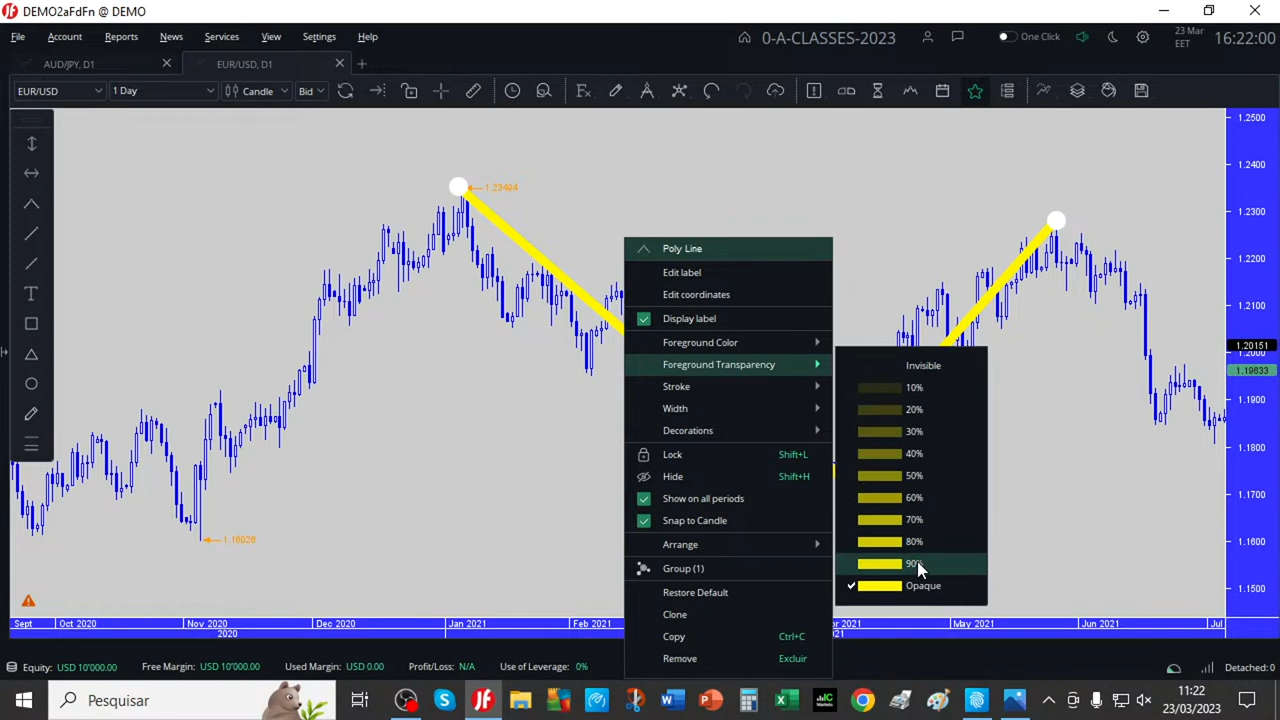 DEMO2aFdFn @ DEMO
File Account Reports News Services View Settings Help
0-A-CLASSES-2023
One Click
23 Mar
EET
16:22:00
AUD/JPY, D1
EUR/USD, D1
EUR/USD 1 Day Candle Bid
1.2500
1.2400
1.2300
1.2200
1.2100
1.20151
1.2000
1.19633
1.1900
1.1800
1.1700
1.1600
1.1500
1.23494
1.16026
Poly Line
Edit label
Edit coordinates
Display label
Foreground Color
Foreground Transparency
Stroke
Width
Decorations
Lock Shift+L
Hide Shift+H
Show on all periods
Snap to Candle
Arrange
Group (1)
Restore Default
Clone
Copy Ctrl+C
Remove Excluir
Invisible
10%
20%
30%
40%
50%
60%
70%
80%
Opaque
Sept Oct 2020 Nov 2020 Dec 2020 Jan 2021 Feb 2021 2021 May 2021 Jun 2021 Jul
2020
Equity: USD 10'000.00 Free Margin: USD 10'000.00 Used Margin: USD 0.00 Profit/Loss: N/A Use of Leverage: 0% Detached: 0
Pesquisar
11:22
23/03/2023